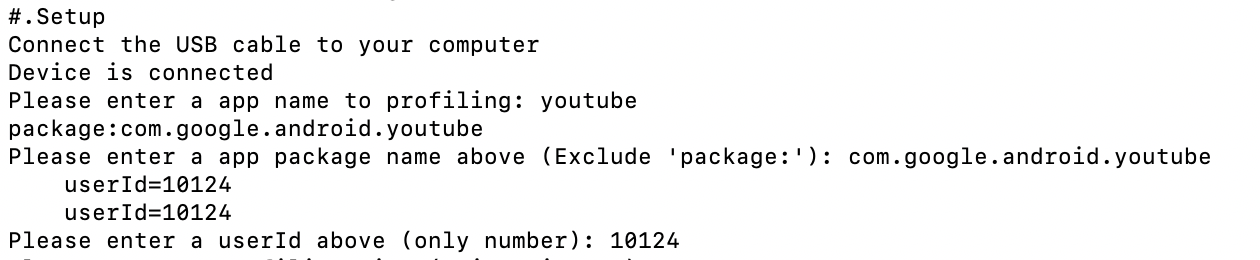 #.Setup
Connect the USB cable to your computer
Device is connected
Please enter a app name to profiling: youtube
package:com.google.android.youtube
Please enter a app package name above (Exclude 'package:'): com.google.android.youtube
userId=10124
userId=10124
Please enter a userId above (only number): 10124